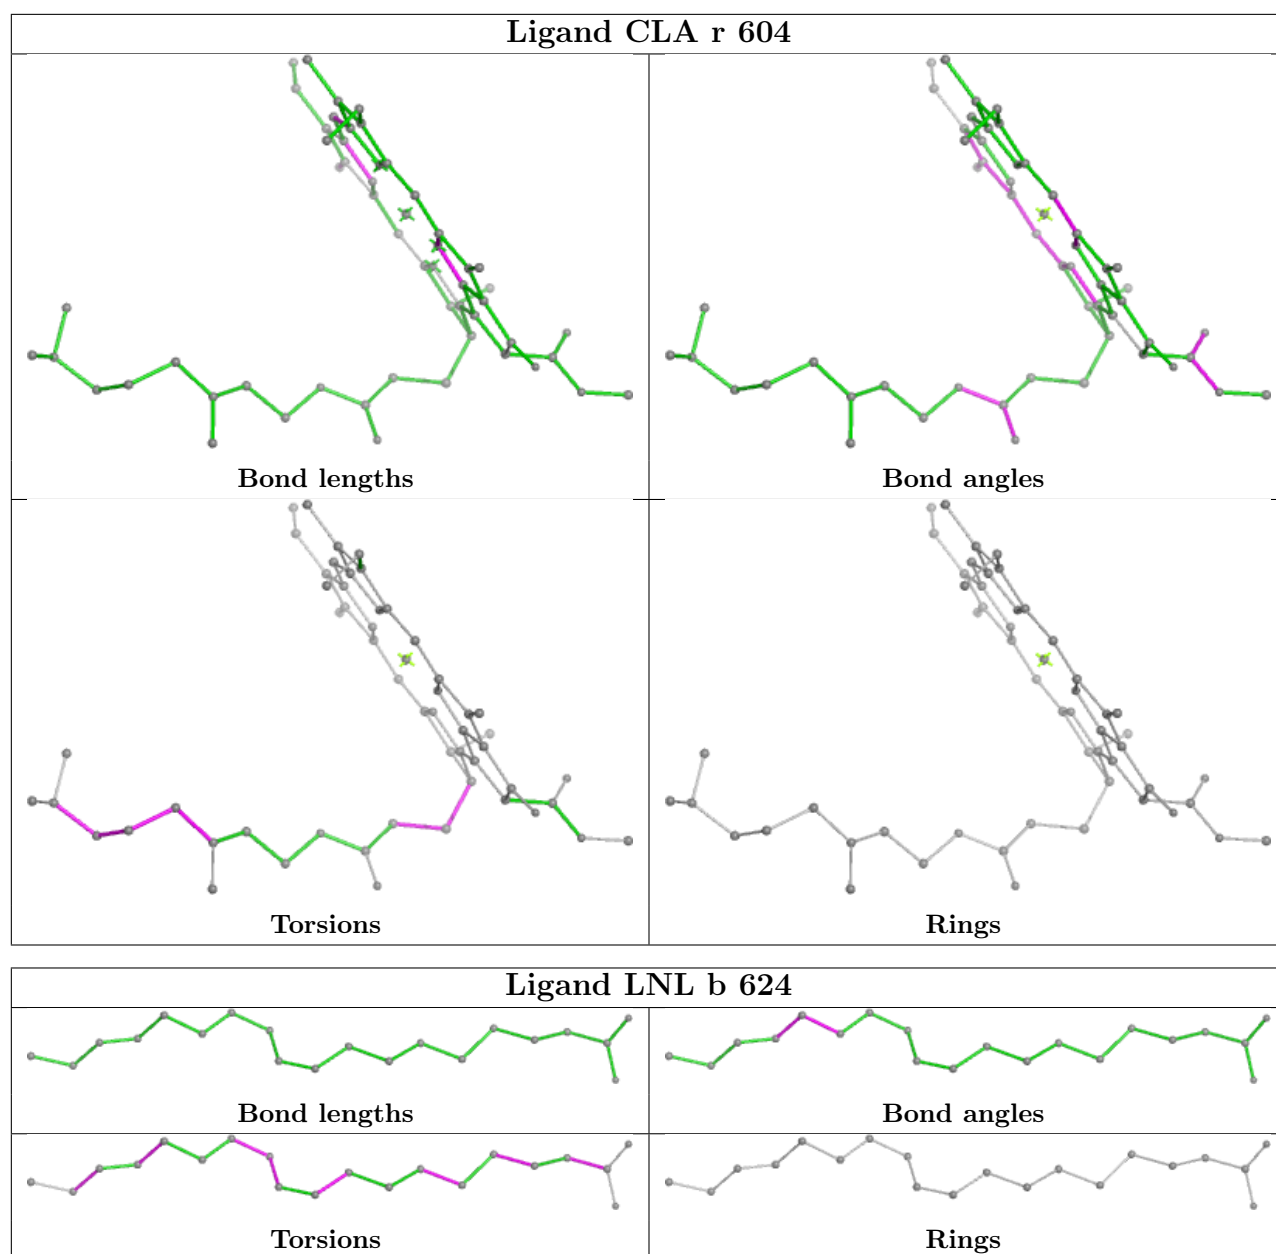 Ligand CLA r 604
Bond lengths
Bond angles
Torsions
Rings
Ligand LNL b 624
Bond lengths
Bond angles
Torsions
Rings